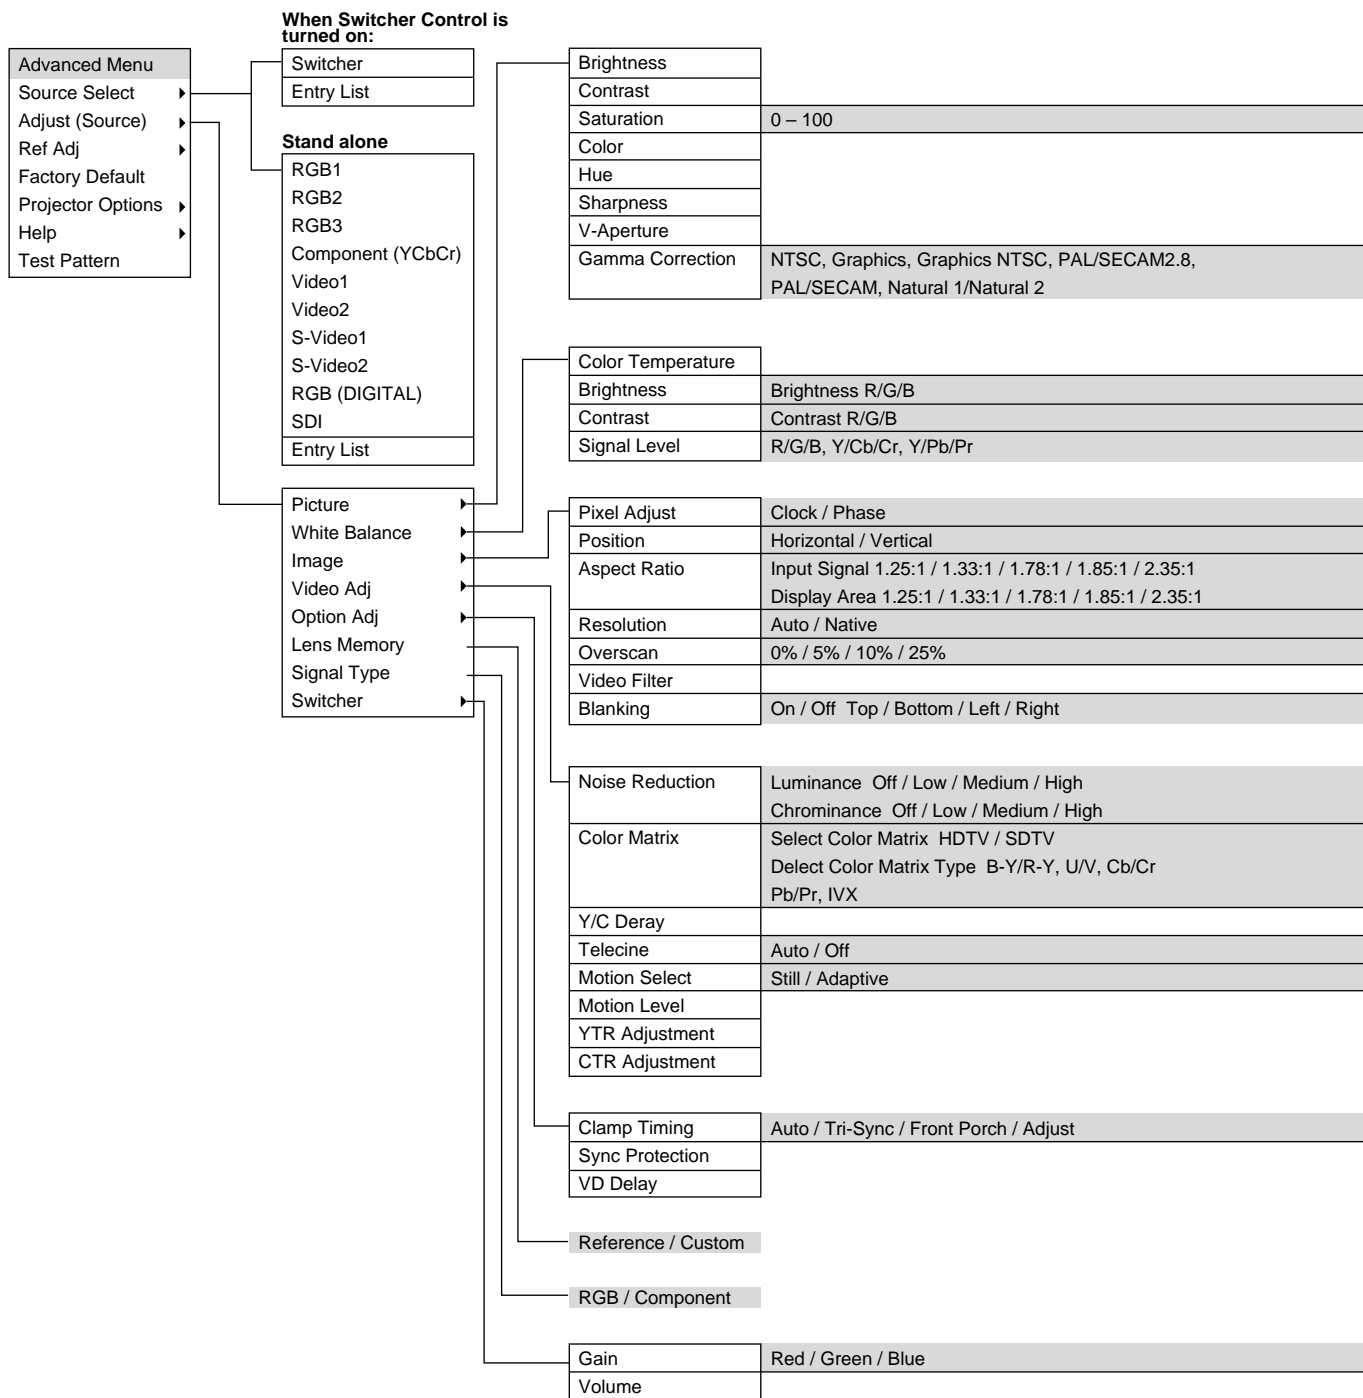 When Switcher Control is
turned on:
Advanced Menu
Source Select
Adjust (Source)
Ref Adj
Factory Default
Projector Options
Help
Test Pattern
Switcher
Entry List
Stand alone
RGB1
RGB2
RGB3
Component (YCbCr)
Video1
Video2
S-Video1
S-Video2
RGB (DIGITAL)
SDI
Entry List
Picture
White Balance
Image
Video Adj
Option Adj
Lens Memory
Signal Type
Switcher
Brightness
Contrast
Saturation 0 – 100
Color
Hue
Sharpness
V-Aperture
Gamma Correction NTSC, Graphics, Graphics NTSC, PAL/SECAM2.8,
PAL/SECAM, Natural 1/Natural 2
Color Temperature
Brightness Brightness R/G/B
Contrast Contrast R/G/B
Signal Level R/G/B, Y/Cb/Cr, Y/Pb/Pr
Pixel Adjust Clock / Phase
Position Horizontal / Vertical
Aspect Ratio Input Signal 1.25:1 / 1.33:1 / 1.78:1 / 1.85:1 / 2.35:1
Display Area 1.25:1 / 1.33:1 / 1.78:1 / 1.85:1 / 2.35:1
Resolution Auto / Native
Overscan 0% / 5% / 10% / 25%
Video Filter
Blanking On / Off Top / Bottom / Left / Right
Noise Reduction Luminance Off / Low / Medium / High
Chrominance Off / Low / Medium / High
Color Matrix Select Color Matrix HDTV / SDTV
Delect Color Matrix Type B-Y/R-Y, U/V, Cb/Cr
Pb/Pr, IVX
Y/C Deray
Telecine Auto / Off
Motion Select Still / Adaptive
Motion Level
YTR Adjustment
CTR Adjustment
Clamp Timing Auto / Tri-Sync / Front Porch / Adjust
Sync Protection
VD Delay
Reference / Custom
RGB / Component
Gain Red / Green / Blue
Volume